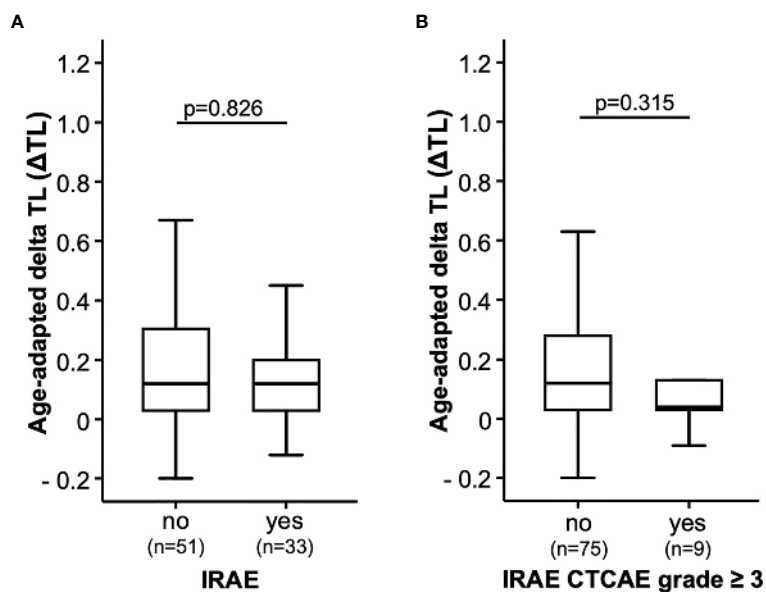 A
Age-adapted delta TL (ΔTL)
1.2
1.0
0.8
0.6
0.4
0.2
0
- 0.2
p=0.826
no
yes
(n=51)
(n=33)
IRAE
B
Age-adapted delta TL (ΔTL)
1.2
1.0
0.8
0.6
0.4
0.2
0
- 0.2
p=0.315
no
yes
(n=75)
(n=9)
IRAE CTCAE grade ≥ 3